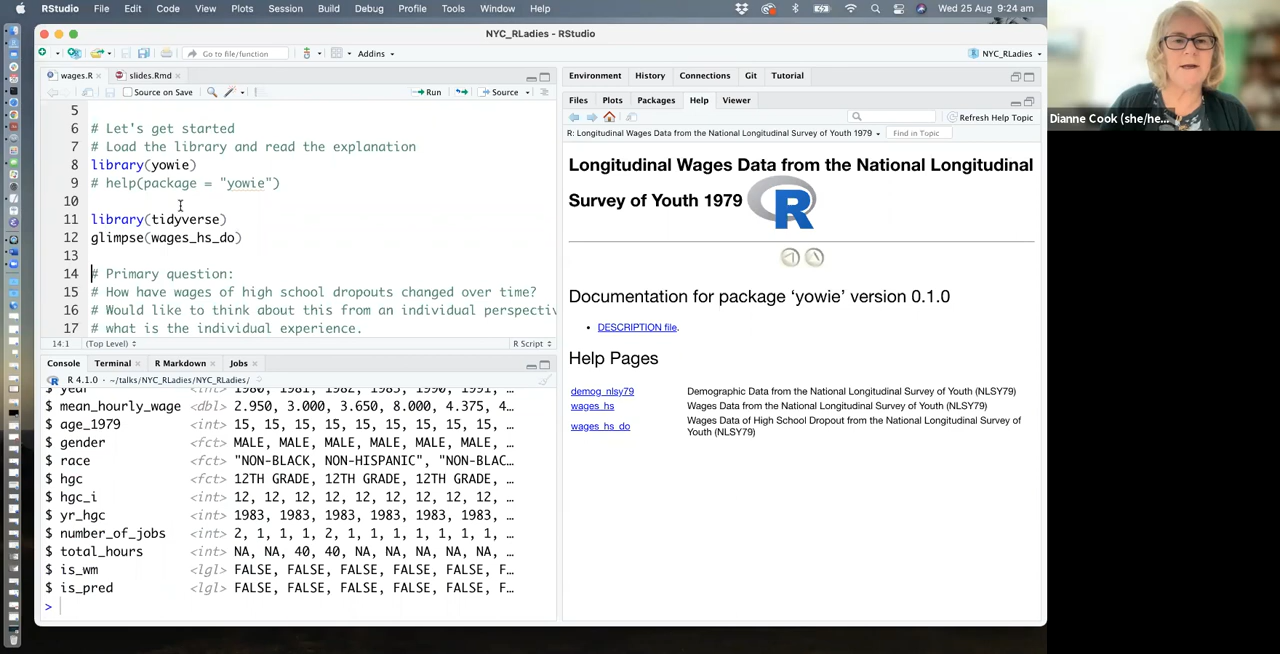 RStudio File Edit Code View Plots Session Build Debug Profile Tools Window Help Wed 25 Aug 9:24 am
NYC_RLadies - RStudio
Go to file/function Addins NYC_RLadies
wages.R slides.Rmd
Source on Save Run Source
5
6 # Let's get started
7 # Load the library and read the explanation
8 library(yowie)
9 # help(package = "yowie")
10
11 library(tidyverse)
12 glimpse(wages_hs_do)
13
14 # Primary question:
15 # How have wages of high school dropouts changed over time?
16 # Would like to think about this from an individual perspectiv
17 # what is the individual experience.
14:1 (Top Level) R Script
Console Terminal R Markdown Jobs
R 4.1.0 · ~/talks/NYC_RLadies/NYC_RLadies/
$ year <int> 1980, 1981, 1982, 1983, 1990, 1991, …
$ mean_hourly_wage <dbl> 2.950, 3.000, 3.650, 8.000, 4.375, 4…
$ age_1979 <int> 15, 15, 15, 15, 15, 15, 15, 15, 15, …
$ gender <fct> MALE, MALE, MALE, MALE, MALE, MALE, …
$ race <fct> "NON-BLACK, NON-HISPANIC", "NON-BLAC…
$ hgc <fct> 12TH GRADE, 12TH GRADE, 12TH GRADE, …
$ hgc_i <int> 12, 12, 12, 12, 12, 12, 12, 12, 12, …
$ yr_hgc <int> 1983, 1983, 1983, 1983, 1983, 1983, …
$ number_of_jobs <int> 2, 1, 1, 1, 2, 1, 1, 1, 1, 1, 1, 1, …
$ total_hours <int> NA, NA, 40, 40, NA, NA, NA, NA, NA, …
$ is_wm <lgl> FALSE, FALSE, FALSE, FALSE, FALSE, F…
$ is_pred <lgl> FALSE, FALSE, FALSE, FALSE, FALSE, F…
>
Environment History Connections Git Tutorial
Files Plots Packages Help Viewer
Refresh Help Topic
R: Longitudinal Wages Data from the National Longitudinal Survey of Youth 1979 Find in Topic
Longitudinal Wages Data from the National Longitudinal
Survey of Youth 1979 R
Documentation for package ‘yowie’ version 0.1.0
• DESCRIPTION file.
Help Pages
demog_nlsy79 Demographic Data from the National Longitudinal Survey of Youth (NLSY79)
wages_hs Wages Data from the National Longitudinal Survey of Youth (NLSY79)
wages_hs_do Wages Data of High School Dropout from the National Longitudinal Survey of
Youth (NLSY79)
Dianne Cook (she/he...